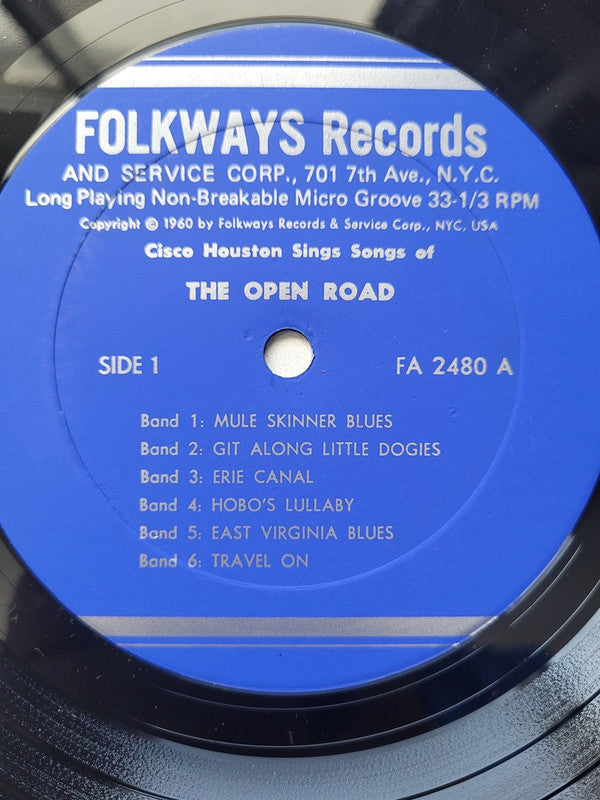 FOLKWAYS Records
AND SERVICE CORP., 701 7th Ave., N.Y.C.
Long Playing Non-Breakable Micro Groove 33-1/3 RPM
Copyright © 1960 by Folkways Records & Service Corp., NYC, USA
Cisco Houston Sings Songs of
THE OPEN ROAD
SIDE 1 FA 2480 A
Band 1: MULE SKINNER BLUES
Band 2: GIT ALONG LITTLE DOGIES
Band 3: ERIE CANAL
Band 4: HOBO'S LULLABY
Band 5: EAST VIRGINIA BLUES
Band 6: TRAVEL ON